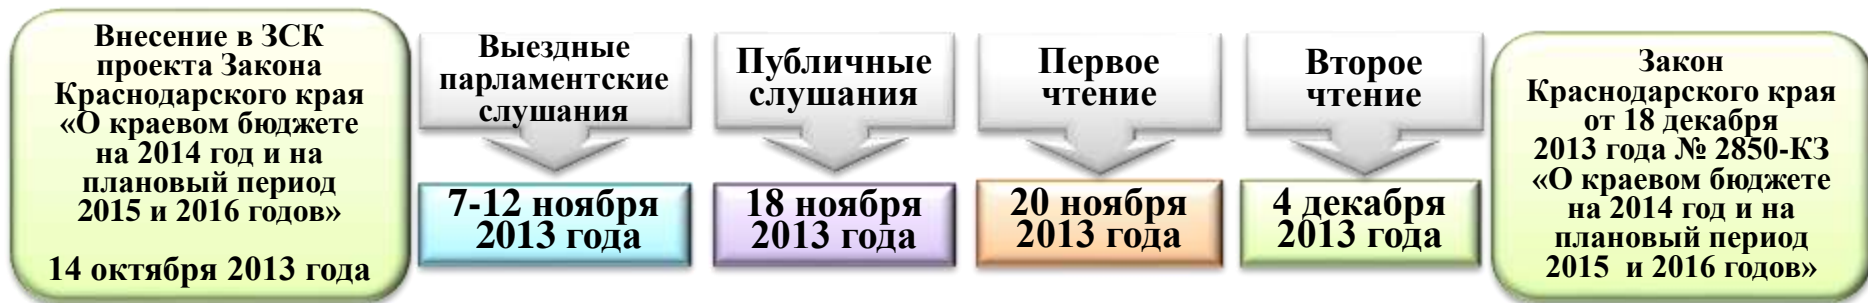 Внесение в ЗСК
проекта Закона
Краснодарского края
«О краевом бюджете
на 2014 год и на
плановый период
2015 и 2016 годов»
14 октября 2013 года
Выездные
парламентские
слушания
7-12 ноября
2013 года
Публичные
слушания
18 ноября
2013 года
Первое
чтение
20 ноября
2013 года
Второе
чтение
4 декабря
2013 года
Закон
Краснодарского края
от 18 декабря
2013 года № 2850-КЗ
«О краевом бюджете
на 2014 год и на
плановый период
2015 и 2016 годов»